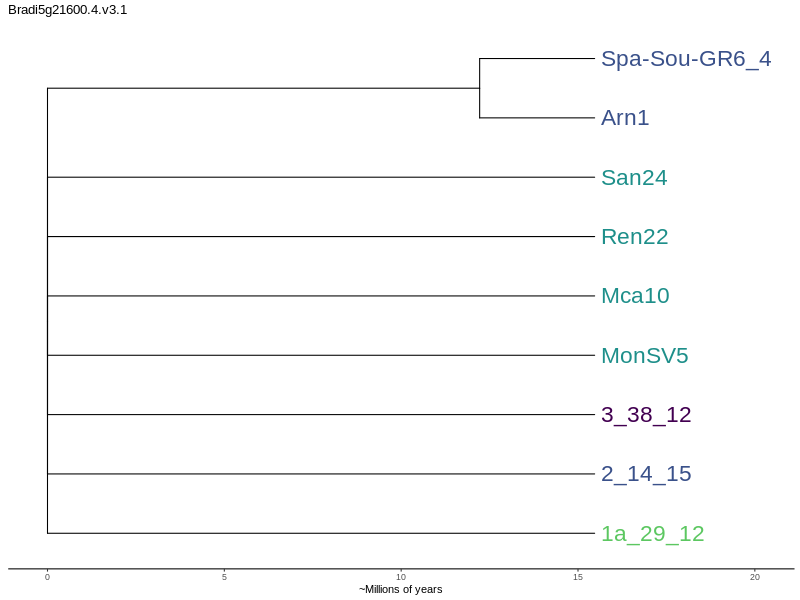 Bradi5g21600.4.v3.1
Spa-Sou-GR6_4
Arn1
San24
Ren22
Mca10
MonSV5
3_38_12
2_14_15
1a_29_12
0 5 10 15 20
~Millions of years